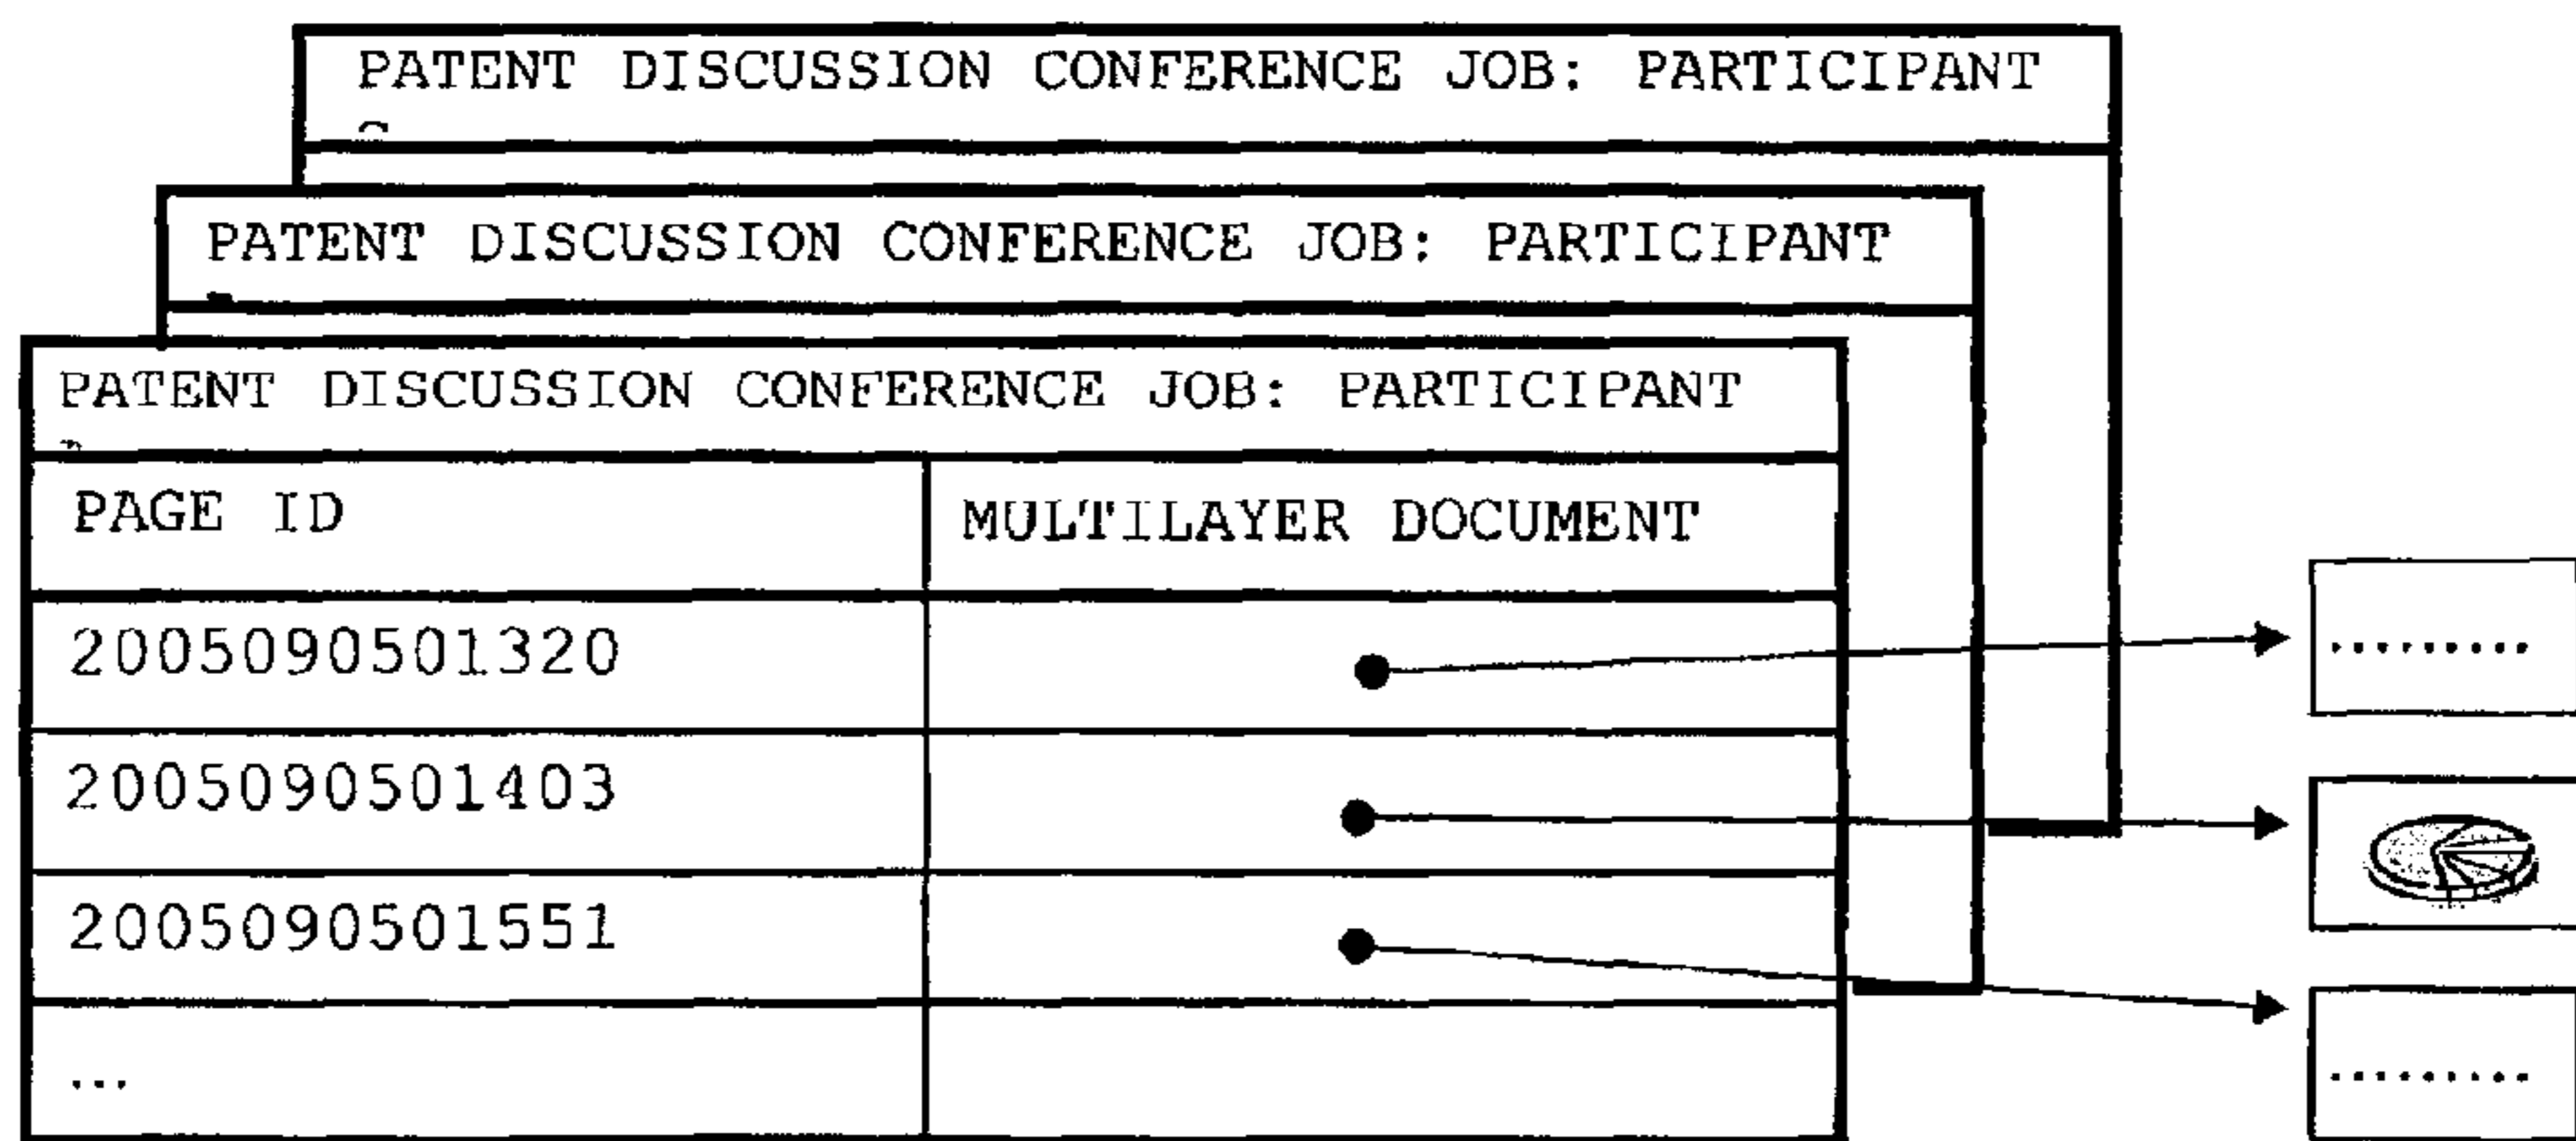 PATENT DISCUSSION CONFERENCE JOB: PARTICIPANT
PATENT DISCUSSION CONFERENCE JOB: PARTICIPANT
PATENT DISCUSSION CONFERENCE JOB: PARTICIPANT
PAGE ID MULTILAYER DOCUMENT
2005090501320
.........
2005090501403
2005090501551
...
.........